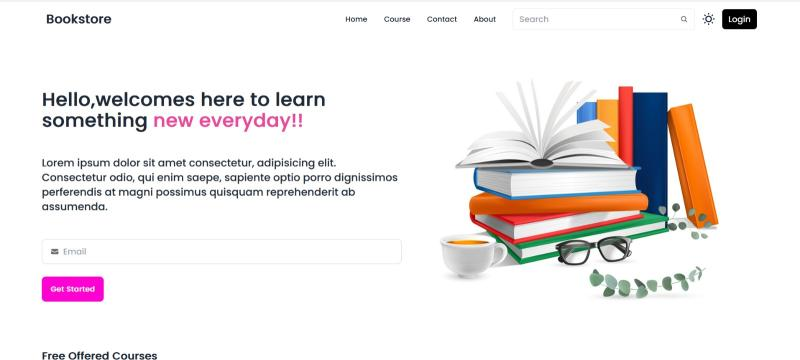 Bookstore
Home Course Contact About Search Login
Hello,welcomes here to learn
something new everyday!!
Lorem ipsum dolor sit amet consectetur, adipisicing elit.
Consectetur odio, qui enim saepe, sapiente optio porro dignissimos
perferendis at magni possimus quisquam reprehenderit ab
assumenda.
Email
Get Started
Free Offered Courses